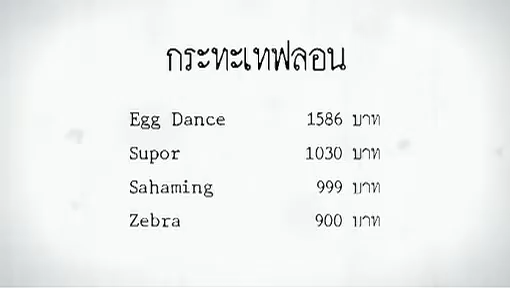 กระทะเทฟลอน
Egg Dance 1586 บาท
Supor 1030 บาท
Sahaming 999 บาท
Zebra 900 บาท